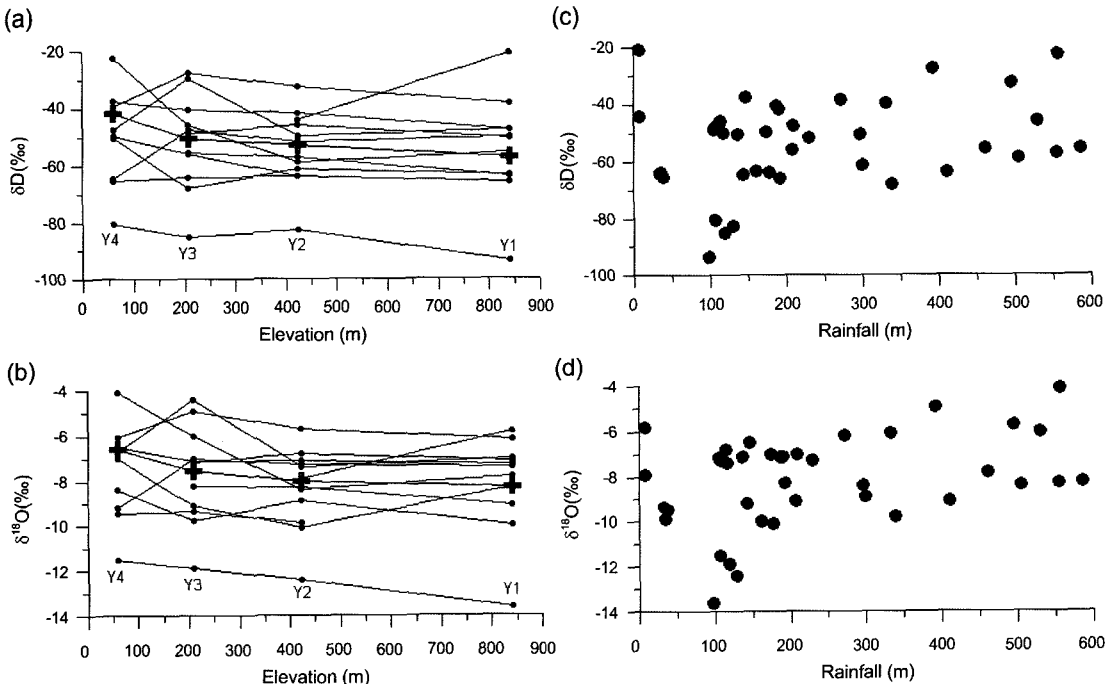 (a)
-20
-40
-60
-80
-100
δD(‰)
Y4
Y3
Y2
Y1
0 100 200 300 400 500 600 700 800 900
Elevation (m)
(c)
-20
-40
-60
-80
-100
δD(‰)
0 100 200 300 400 500 600
Rainfall (m)
(b)
-4
-6
-8
-10
-12
-14
δ¹⁸O(‰)
Y4
Y3
Y2
Y1
0 100 200 300 400 500 600 700 800 900
Elevation (m)
(d)
-4
-6
-8
-10
-12
-14
δ¹⁸O(‰)
0 100 200 300 400 500 600
Rainfall (m)